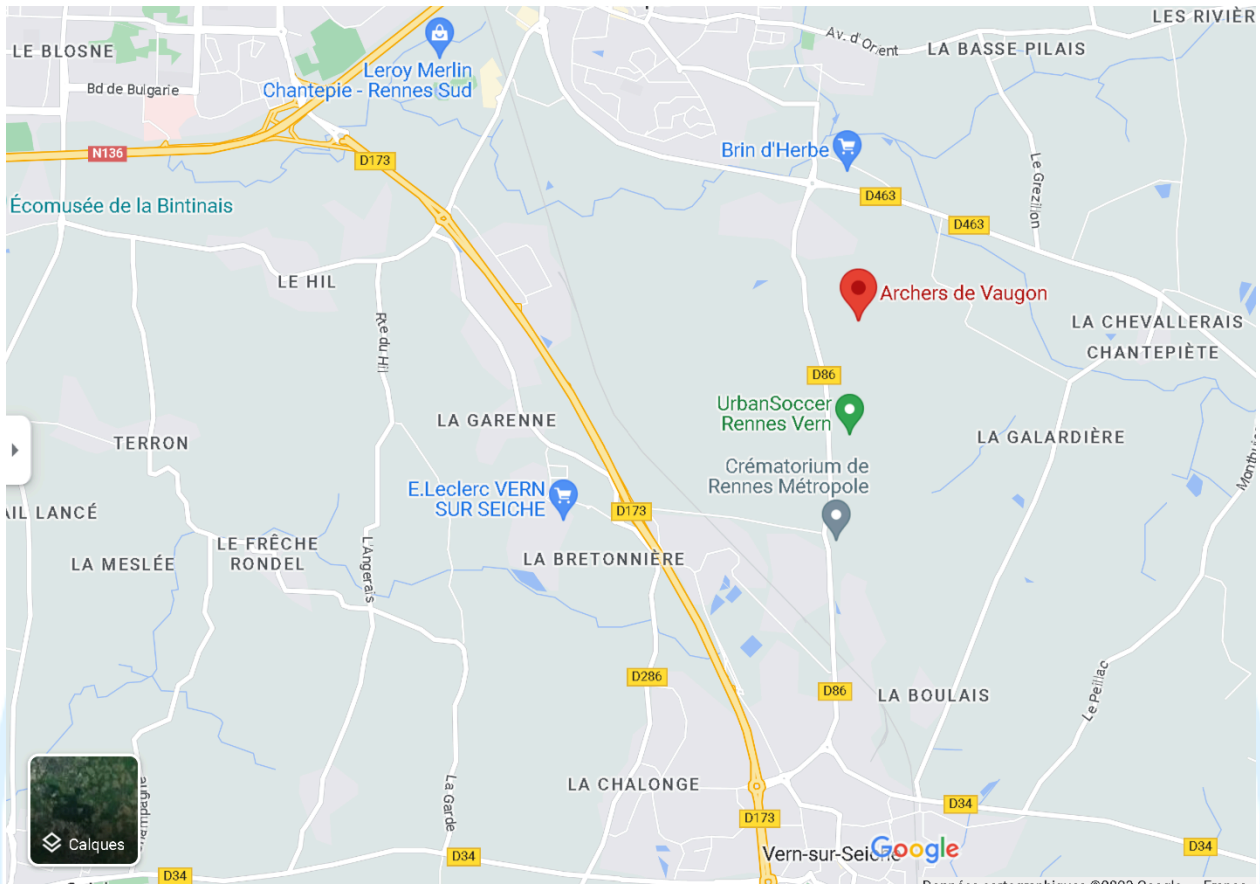 LES RIVIÈR
LE BLOSNE
Av. d'Orient
LA BASSE PILAIS
Leroy Merlin
Chantepie - Rennes Sud
Bd de Bulgarie
N136
D173
Brin d'Herbe
Le Grezillon
D463
D463
Écomusée de la Bintinais
LE HIL
Archers de Vaugon
Rte du Hil
LA CHEVALLERAIS
CHANTEPIÈTE
D86
UrbanSoccer
Rennes Vern
LA GARENNE
TERRON
LA GALARDIÈRE
Crématorium de
Rennes Métropole
E.Leclerc VERN
SUR SEICHE
D173
AIL LANCÉ
LE FRÊCHE
RONDEL
LA MESLÉE
L'Angerais
LA BRETONNIÈRE
D286
D86
LA BOULAIS
Le Peillac
LA CHALONGE
La Garde
D34
D173
Calques
Vern-sur-Seiche
Google
D34
D34
D34